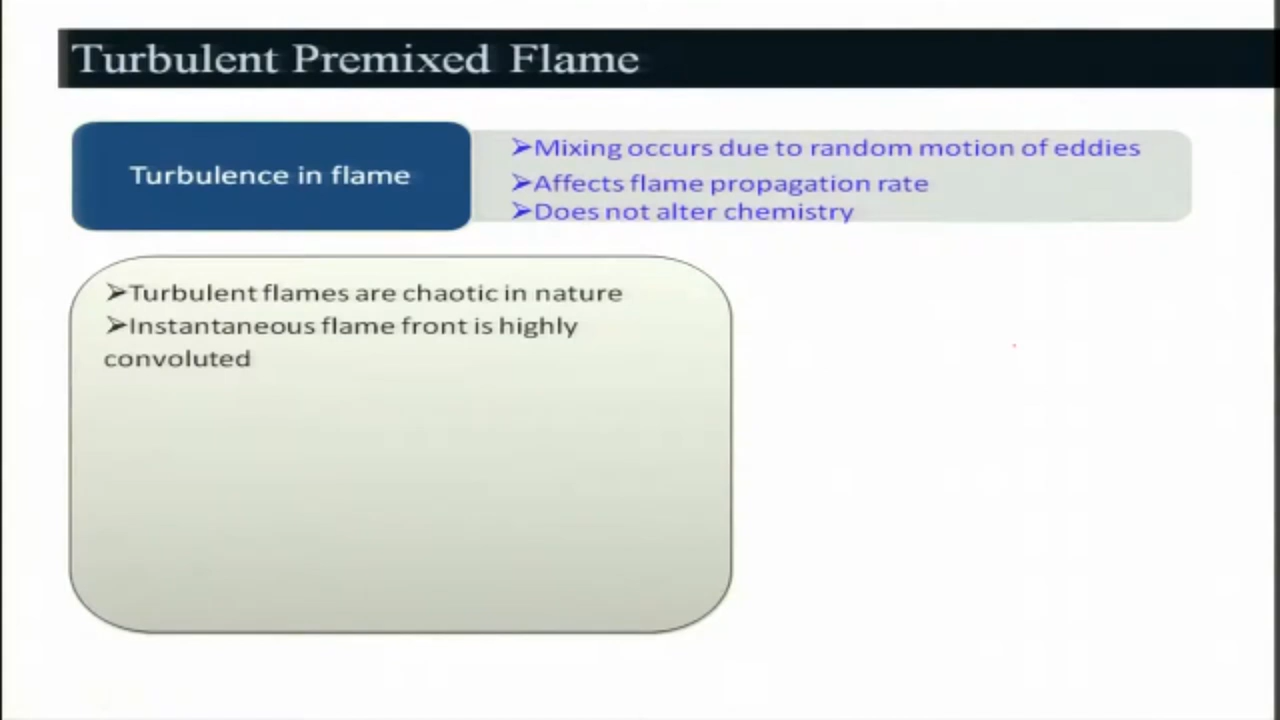 Turbulent Premixed Flame
Turbulence in flame
➢Mixing occurs due to random motion of eddies
➢Affects flame propagation rate
➢Does not alter chemistry
➢Turbulent flames are chaotic in nature
➢Instantaneous flame front is highly
convoluted